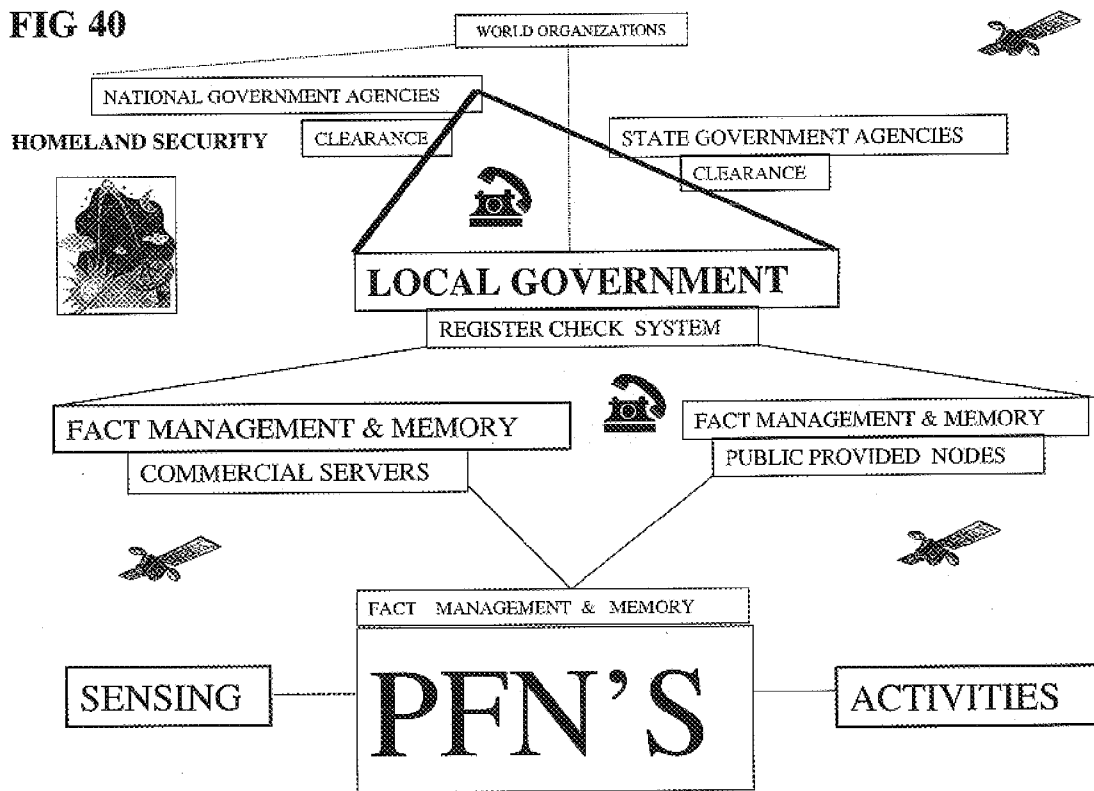 FIG 40
WORLD ORGANIZATIONS
NATIONAL GOVERNMENT AGENCIES
HOMELAND SECURITY
CLEARANCE
STATE GOVERNMENT AGENCIES
CLEARANCE
LOCAL GOVERNMENT
REGISTER CHECK SYSTEM
FACT MANAGEMENT & MEMORY
COMMERCIAL SERVERS
FACT MANAGEMENT & MEMORY
PUBLIC PROVIDED NODES
FACT MANAGEMENT & MEMORY
SENSING
PFN'S
ACTIVITIES